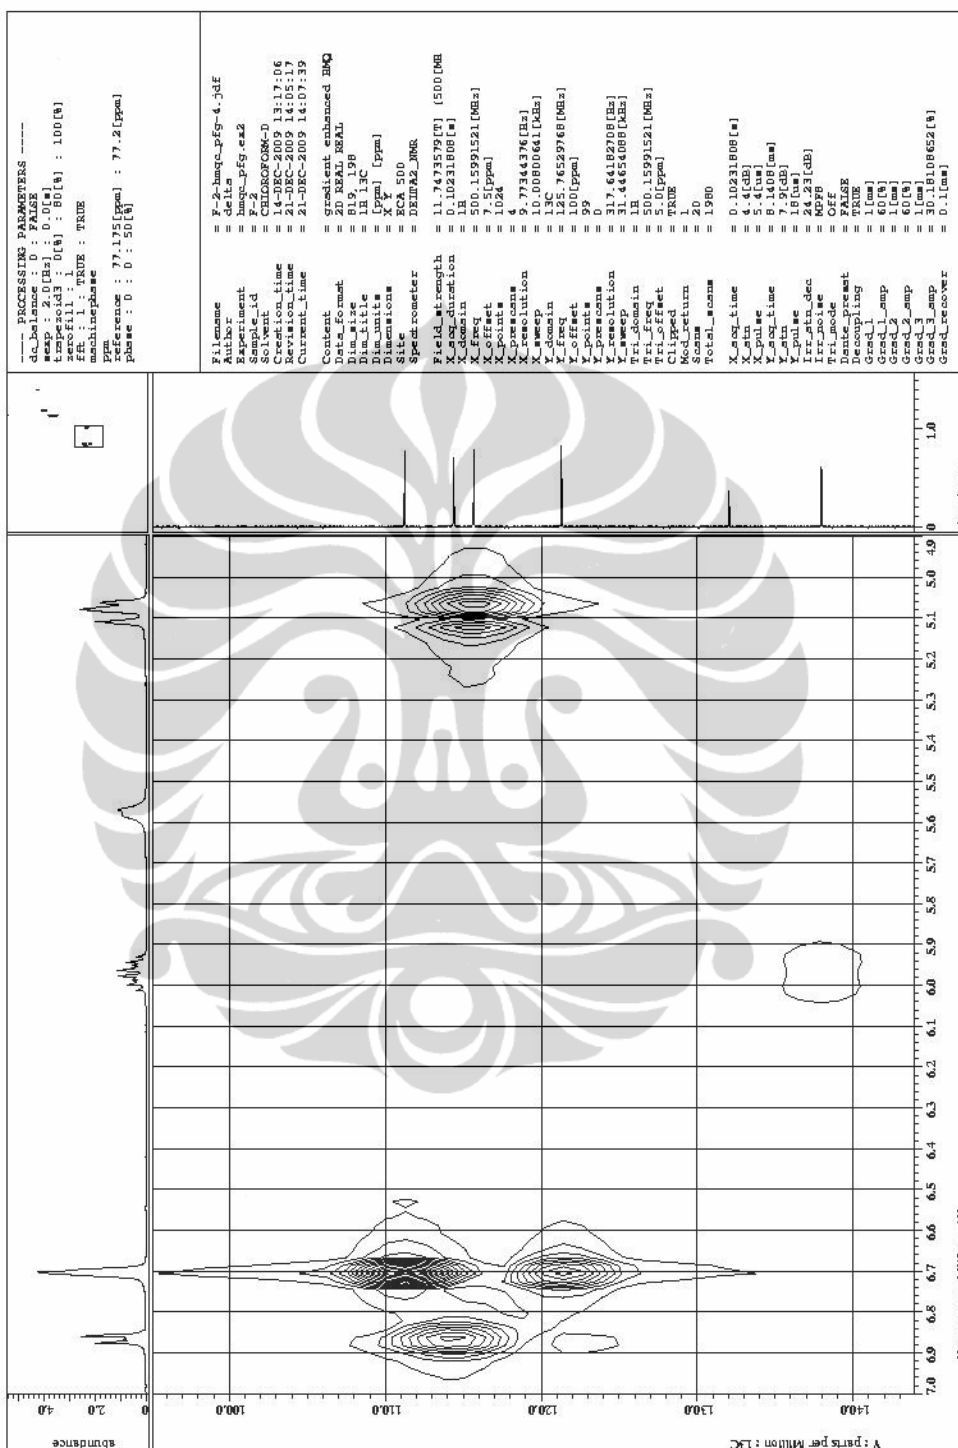 ---- PROCESSING PARAMETERS ----
dc_balance : 0 : FALSE
sexp : 2.0[Hz] : 0.0[s]
trapezoid3 : 0[%] : 80[%] : 100[%]
zerofill : 1
fft : 1 : TRUE : TRUE
machinephase
ppm
reference : 77.175[ppm] : 77.2[ppm]
phase : 0 : 0 : 50[%]
Filename = F-2-hmqc_pfg-4.jdf
Author = delta
Experiment = hmqc_pfg.ex2
Sample_id = F-2
Solvent = CHLOROFORM-D
Creation_time = 14-DEC-2009 13:17:06
Revision_time = 21-DEC-2009 14:05:17
Current_time = 21-DEC-2009 14:07:39
Content = gradient enhanced HMQ
Data_format = 2D REAL REAL
Dim_size = 819, 198
Dim_title = 1H 13C
Dim_units = [ppm] [ppm]
Dimensions = X Y
Site = ECA 500
Spectrometer = DELTA2_NMR
Field_strength = 11.7473579[T] (500[MH
X_acq_duration = 0.10231808[s]
X_domain = 1H
X_freq = 500.15991521[MHz]
X_offset = 7.5[ppm]
X_points = 1024
X_prescans = 4
X_resolution = 9.77344376[Hz]
X_sweep = 10.00800641[kHz]
Y_domain = 13C
Y_freq = 125.76529768[MHz]
Y_offset = 100[ppm]
Y_points = 99
Y_prescans = 0
Y_resolution = 317.64182708[Hz]
Y_sweep = 31.44654088[kHz]
Tri_domain = 1H
Tri_freq = 500.15991521[MHz]
Tri_offset = 5.0[ppm]
Clipped = TRUE
Mod_return = 1
Scans = 20
Total_scans = 1980
X_acq_time = 0.10231808[s]
X_atn = 4.4[dB]
X_pulse = 5.4[us]
Y_acq_time = 3.1408[ms]
Y_atn = 7.9[dB]
Y_pulse = 18[us]
Irr_atn_dec = 24.23[dB]
Irr_noise = MPF8
Tri_mode = Off
Dante_presat = FALSE
Decoupling = TRUE
Grad_1 = 1[ms]
Grad_1_amp = 60[%]
Grad_2 = 1[ms]
Grad_2_amp = 60[%]
Grad_3 = 1[ms]
Grad_3_amp = 30.18108652[%]
Grad_recover = 0.1[ms]
0 1.0
abundance
0 2.0 4.0
7.0 6.9 6.8 6.7 6.6 6.5 6.4 6.3 6.2 6.1 6.0 5.9 5.8 5.7 5.6 5.5 5.4 5.3 5.2 5.1 5.0 4.9
100.0 110.0 120.0 130.0 140.0
Y : parts per Million : 13C